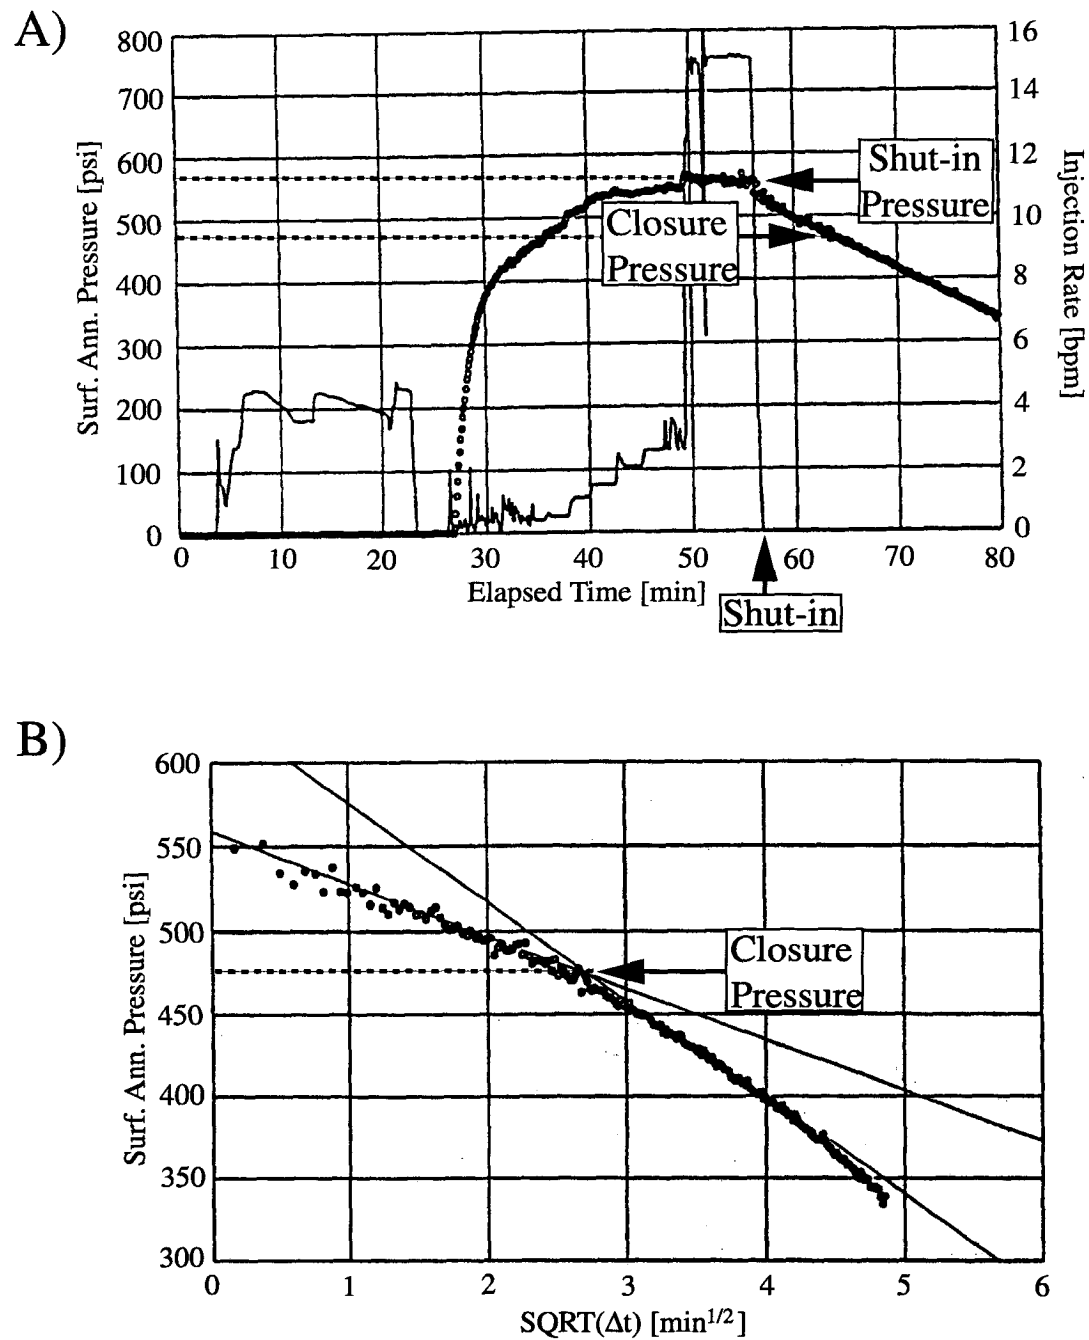 A)
800
700
600
500
400
300
200
100
0
Surf. Ann. Pressure [psi]
16
14
12
10
8
6
4
2
0
Injection Rate [bpm]
Shut-in
Pressure
Closure
Pressure
0 10 20 30 40 50 60 70 80
Elapsed Time [min]
Shut-in
B)
600
550
500
450
400
350
300
Surf. Ann. Pressure [psi]
Closure
Pressure
0 1 2 3 4 5 6
SQRT(Δt) [min1/2]